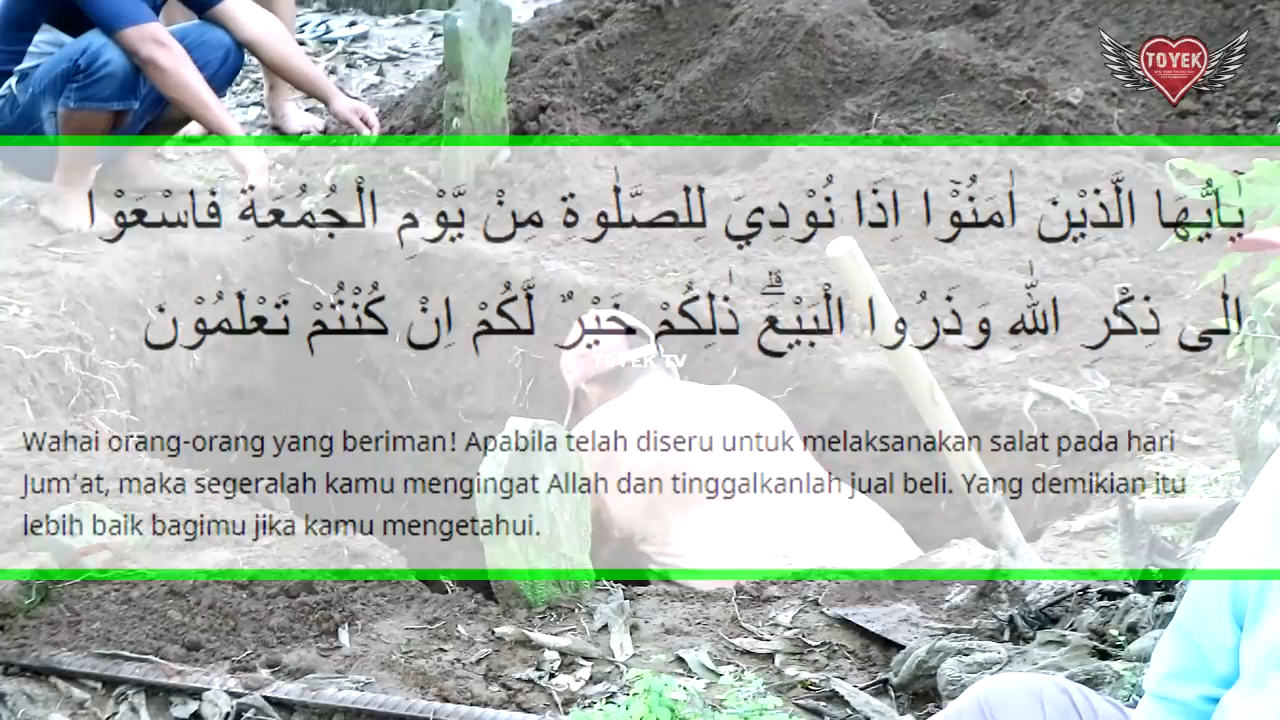 TOYEK
يٰٓاَيُّهَا الَّذِيْنَ اٰمَنُوْٓا اِذَا نُوْدِيَ لِلصَّلٰوةِ مِنْ يَّوْمِ الْجُمُعَةِ فَاسْعَوْا
اِلٰى ذِكْرِ اللّٰهِ وَذَرُوا الْبَيْعَۗ ذٰلِكُمْ خَيْرٌ لَّكُمْ اِنْ كُنْتُمْ تَعْلَمُوْنَ
TOYEK TV
Wahai orang-orang yang beriman! Apabila telah diseru untuk melaksanakan salat pada hari
Jum'at, maka segeralah kamu mengingat Allah dan tinggalkanlah jual beli. Yang demikian itu
lebih baik bagimu jika kamu mengetahui.